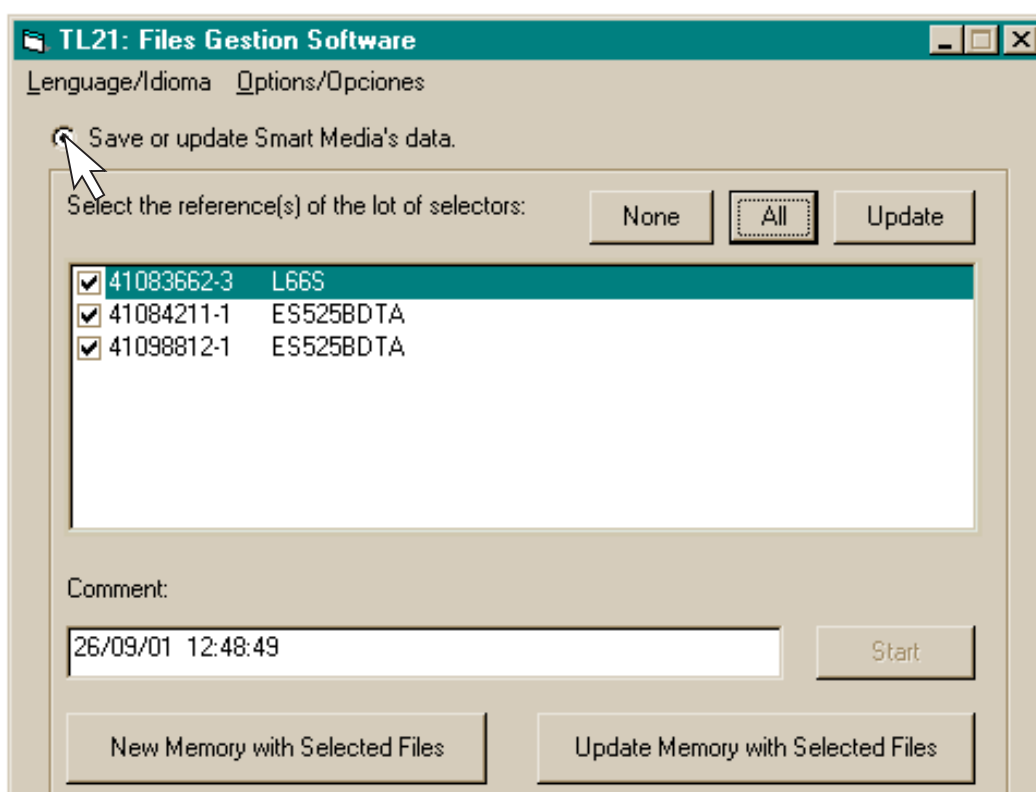 TL21: Files Gestion Software
Lenguage/Idioma Options/Opciones
Save or update Smart Media's data.
Select the reference(s) of the lot of selectors:
None All Update
41083662-3 L66S
41084211-1 ES525BDTA
41098812-1 ES525BDTA
Comment:
26/09/01 12:48:49
Start
New Memory with Selected Files Update Memory with Selected Files